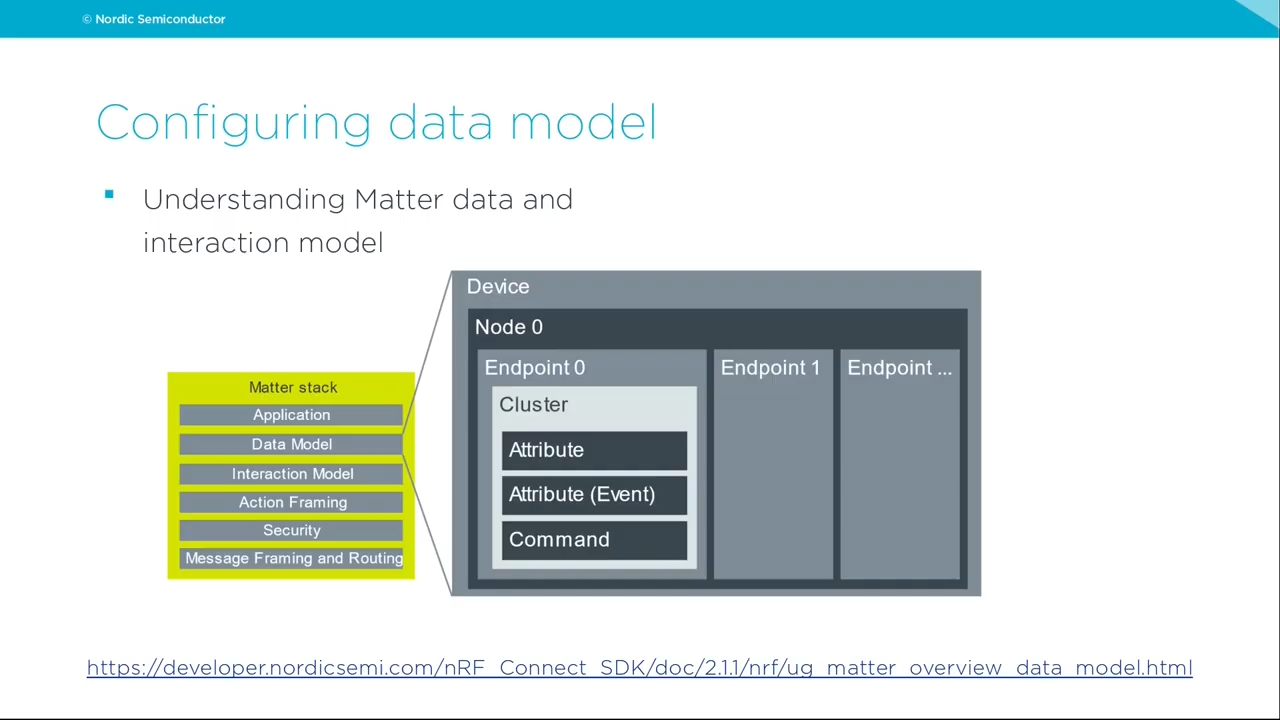 © Nordic Semiconductor
Configuring data model
Understanding Matter data and
interaction model
Matter stack
Application
Data Model
Interaction Model
Action Framing
Security
Message Framing and Routing
Device
Node 0
Endpoint 0
Cluster
Attribute
Attribute (Event)
Command
Endpoint 1
Endpoint ...
https://developer.nordicsemi.com/nRF_Connect_SDK/doc/2.1.1/nrf/ug_matter_overview_data_model.html